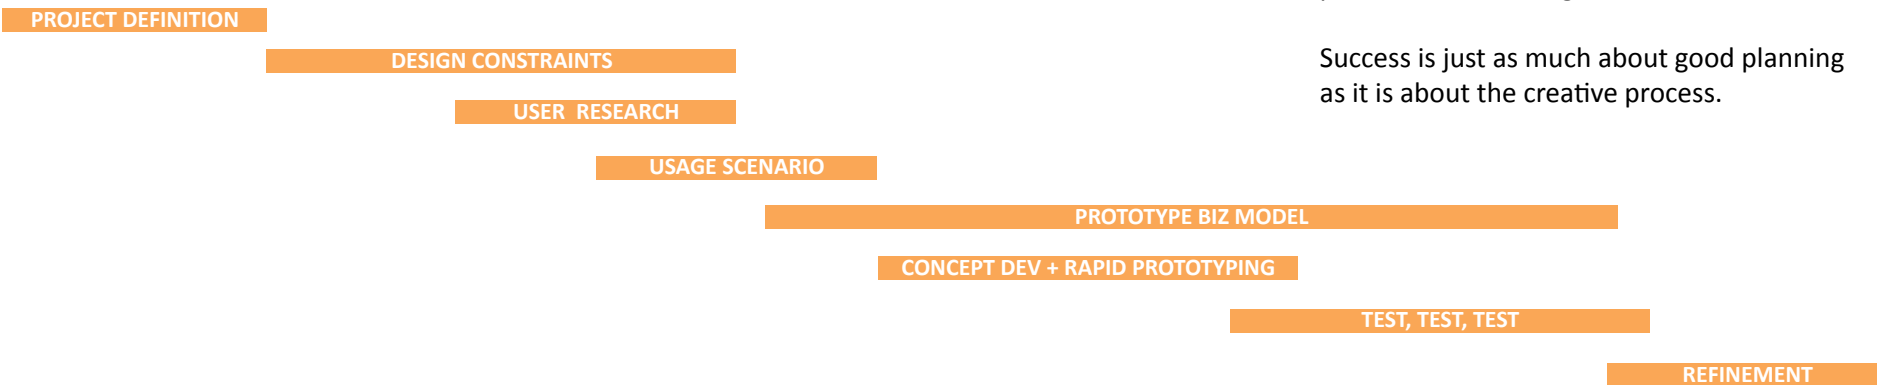 PROJECT DEFINITION
DESIGN CONSTRAINTS
Success is just as much about good planning
as it is about the creative process.
USER RESEARCH
USAGE SCENARIO
PROTOTYPE BIZ MODEL
CONCEPT DEV + RAPID PROTOTYPING
TEST, TEST, TEST
REFINEMENT